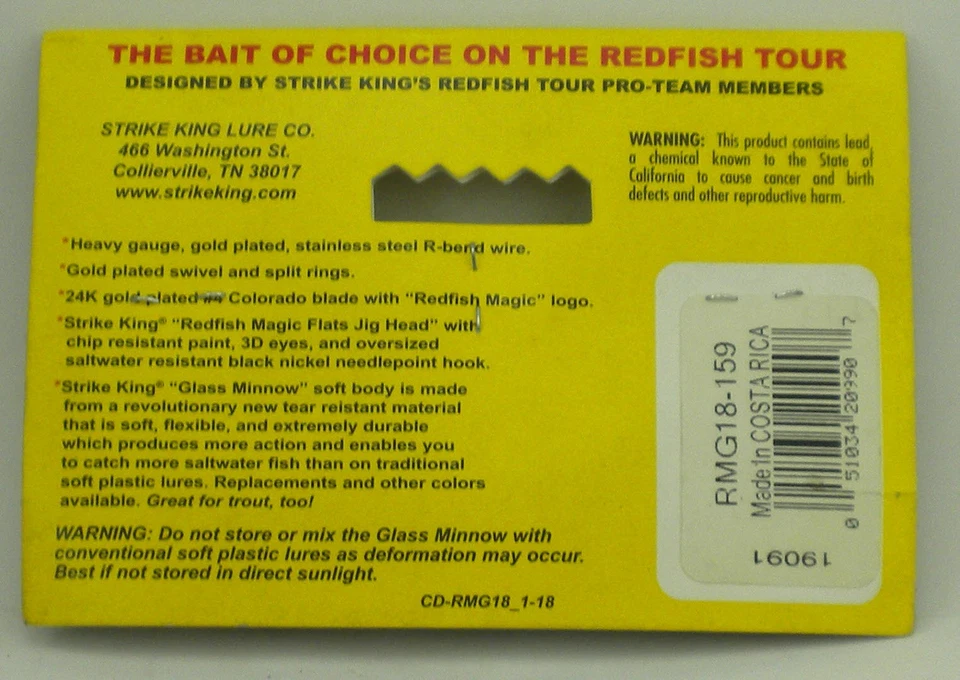 THE BAIT OF CHOICE ON THE REDFISH TOUR
DESIGNED BY STRIKE KING'S REDFISH TOUR PRO-TEAM MEMBERS
STRIKE KING LURE CO.
466 Washington St.
Collierville, TN 38017
www.strikeking.com
WARNING: This product contains lead,
a chemical known to the State of
California to cause cancer and birth
defects and other reproductive harm.
*Heavy gauge, gold plated, stainless steel R-bend wire.
*Gold plated swivel and split rings.
*24K gold plated Colorado blade with "Redfish Magic" logo.
*Strike King® "Redfish Magic Flats Jig Head" with
chip resistant paint, 3D eyes, and oversized
saltwater resistant black nickel needlepoint hook.
*Strike King® "Glass Minnow" soft body is made
from a revolutionary new tear reistant material
that is soft, flexible, and extremely durable
which produces more action and enables you
to catch more saltwater fish than on traditional
soft plastic lures. Replacements and other colors
available. Great for trout, too!
WARNING: Do not store or mix the Glass Minnow with
conventional soft plastic lures as deformation may occur.
Best if not stored in direct sunlight.
CD-RMG18_1-18
RMG18-159
Made in COSTA RICA
0 51034 20990 7
19091